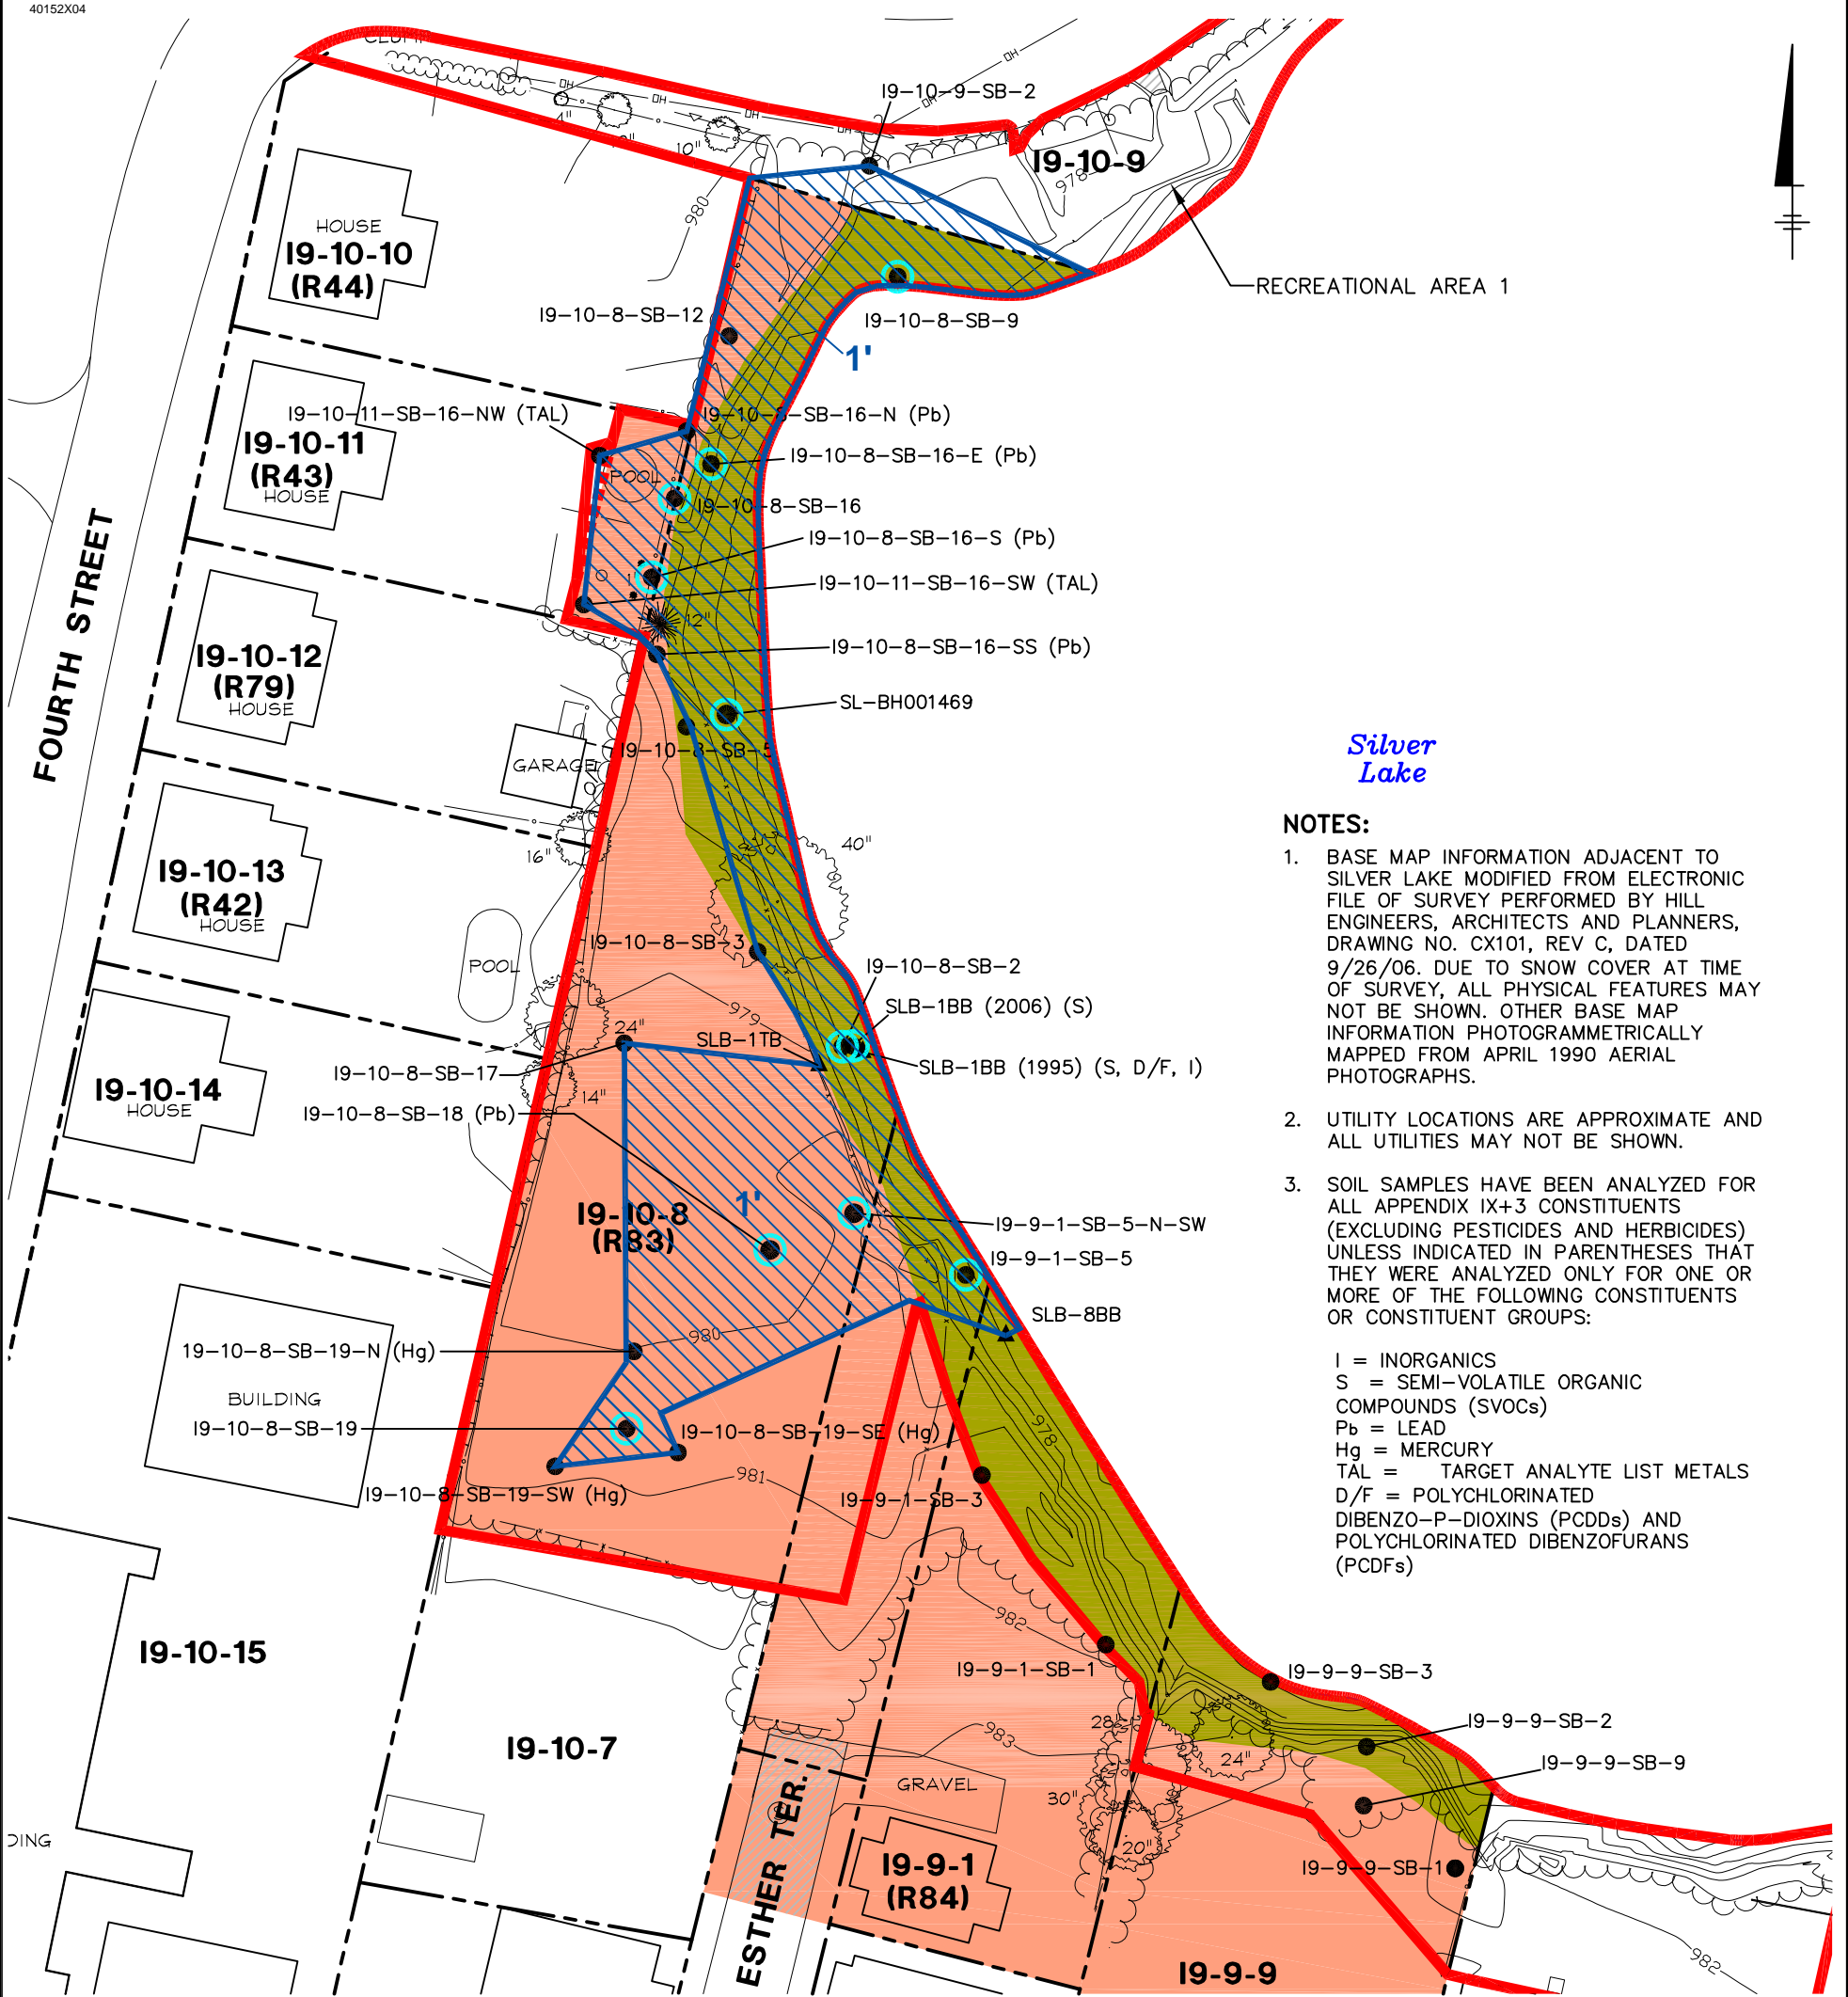 40152X04
CLUMP
OH
OH
OH
OH
OH
4"
10"
I9-10-9-SB-2
I9-10-9
978
980
HOUSE
I9-10-10
(R44)
RECREATIONAL AREA 1
I9-10-8-SB-12
I9-10-8-SB-9
1'
I9-10-11-SB-16-NW (TAL)
I9-10-8-SB-16-N (Pb)
I9-10-11
(R43)
HOUSE
I9-10-8-SB-16-E (Pb)
POOL
I9-10-8-SB-16
I9-10-8-SB-16-S (Pb)
I9-10-11-SB-16-SW (TAL)
12"
I9-10-8-SB-16-SS (Pb)
FOURTH STREET
I9-10-12
(R79)
HOUSE
SL-BH001469
I9-10-8-SB-5
GARAGE
Silver
Lake
16"
40"
I9-10-13
(R42)
HOUSE
POOL
I9-10-8-SB-3
I9-10-8-SB-2
SLB-1BB (2006) (S)
979
24"
SLB-1TB
SLB-1BB (1995) (S, D/F, I)
I9-10-8-SB-17
14"
I9-10-14
HOUSE
I9-10-8-SB-18 (Pb)
I9-10-8
(R83)
1'
I9-9-1-SB-5-N-SW
I9-9-1-SB-5
SLB-8BB
980
19-10-8-SB-19-N (Hg)
BUILDING
I9-10-8-SB-19
I9-10-8-SB-19-SE (Hg)
978
981
I9-10-8-SB-19-SW (Hg)
I9-9-1-SB-3
982
I9-10-15
I9-9-1-SB-1
I9-9-9-SB-3
28"
983
I9-9-9-SB-2
I9-10-7
24"
I9-9-9-SB-9
GRAVEL
30"
DING
ESTHER TER.
20"
I9-9-1
(R84)
I9-9-9-SB-1
982
I9-9-9
NOTES:
1. BASE MAP INFORMATION ADJACENT TO
SILVER LAKE MODIFIED FROM ELECTRONIC
FILE OF SURVEY PERFORMED BY HILL
ENGINEERS, ARCHITECTS AND PLANNERS,
DRAWING NO. CX101, REV C, DATED
9/26/06. DUE TO SNOW COVER AT TIME
OF SURVEY, ALL PHYSICAL FEATURES MAY
NOT BE SHOWN. OTHER BASE MAP
INFORMATION PHOTOGRAMMETRICALLY
MAPPED FROM APRIL 1990 AERIAL
PHOTOGRAPHS.
2. UTILITY LOCATIONS ARE APPROXIMATE AND
ALL UTILITIES MAY NOT BE SHOWN.
3. SOIL SAMPLES HAVE BEEN ANALYZED FOR
ALL APPENDIX IX+3 CONSTITUENTS
(EXCLUDING PESTICIDES AND HERBICIDES)
UNLESS INDICATED IN PARENTHESES THAT
THEY WERE ANALYZED ONLY FOR ONE OR
MORE OF THE FOLLOWING CONSTITUENTS
OR CONSTITUENT GROUPS:
I = INORGANICS
S = SEMI-VOLATILE ORGANIC
COMPOUNDS (SVOCs)
Pb = LEAD
Hg = MERCURY
TAL = TARGET ANALYTE LIST METALS
D/F = POLYCHLORINATED
DIBENZO-P-DIOXINS (PCDDs) AND
POLYCHLORINATED DIBENZOFURANS
(PCDFs)